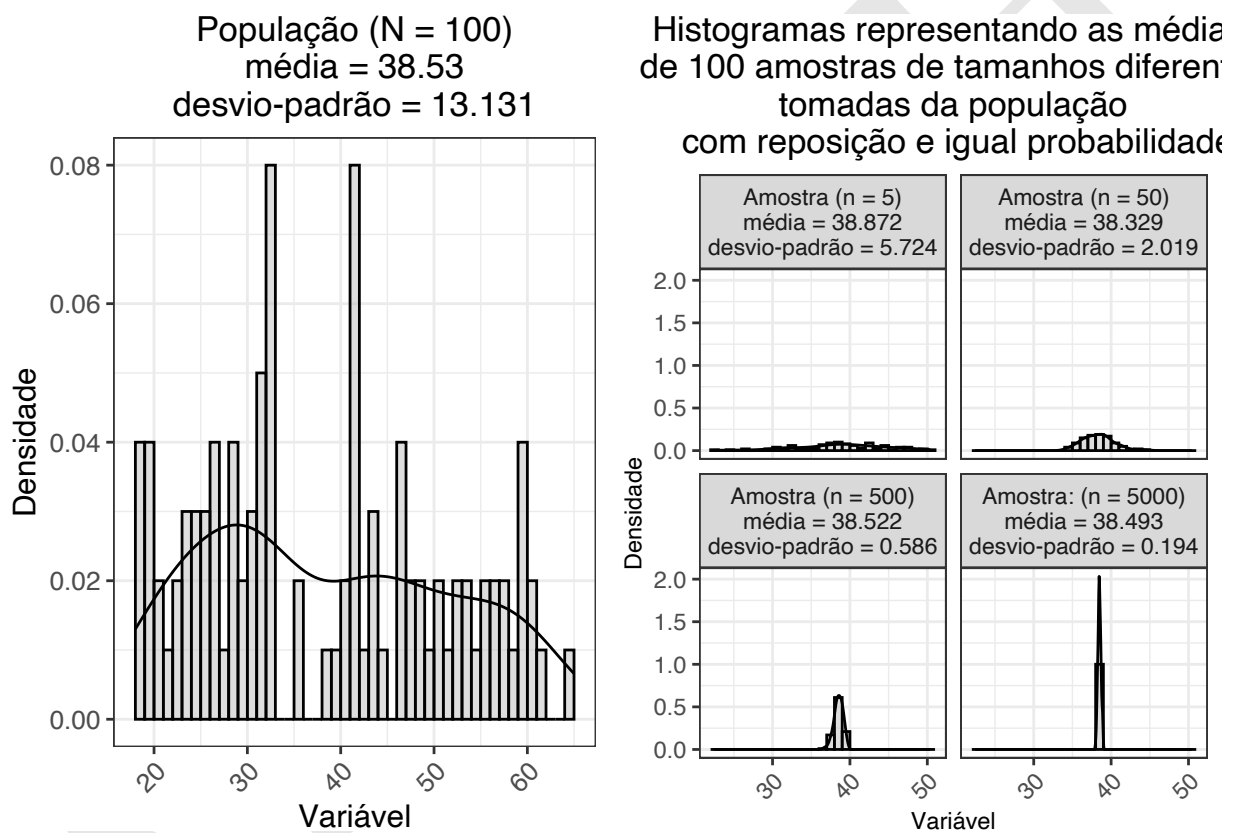 População (N = 100)
média = 38.53
desvio-padrão = 13.131
Densidade
0.08
0.06
0.04
0.02
0.00
20
30
40
50
60
Variável
Histogramas representando as média
de 100 amostras de tamanhos diferent
tomadas da população
com reposição e igual probabilidade
Amostra (n = 5)
média = 38.872
desvio-padrão = 5.724
Amostra (n = 50)
média = 38.329
desvio-padrão = 2.019
2.0
1.5
1.0
0.5
0.0
Densidade
Amostra (n = 500)
média = 38.522
desvio-padrão = 0.586
Amostra: (n = 5000)
média = 38.493
desvio-padrão = 0.194
2.0
1.5
1.0
0.5
0.0
30
40
50
30
40
50
Variável